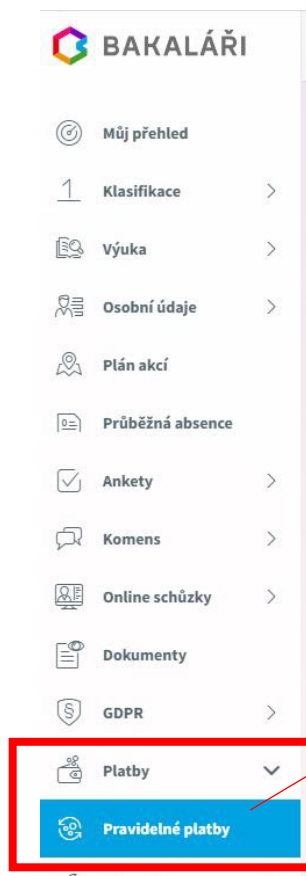 BAKALÁŘI
Můj přehled
1 Klasifikace
Výuka
Osobní údaje
Plán akcí
Průběžná absence
Ankety
Komens
Online schůzky
Dokumenty
§ GDPR
Platby
Pravidelné platby